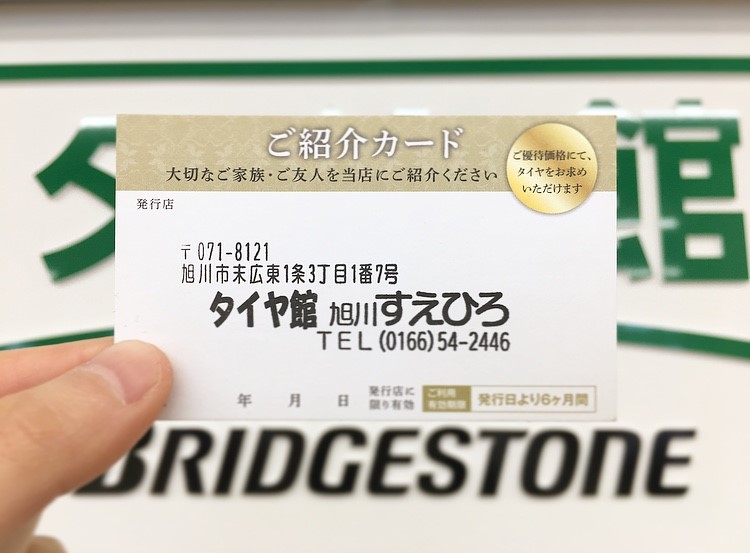 ご紹介カード
大切なご家族・ご友人を当店にご紹介ください
ご優待価格にて、
タイヤをお求め
いただけます
発行店
〒071-8121
旭川市末広東1条3丁目1番7号
タイヤ館 旭川すえひろ
TEL(0166)54-2446
年 月 日
発行店に
限り有効
ご利用
有効期限
発行日より6ヶ月間
タ 館
BRIDGESTONE